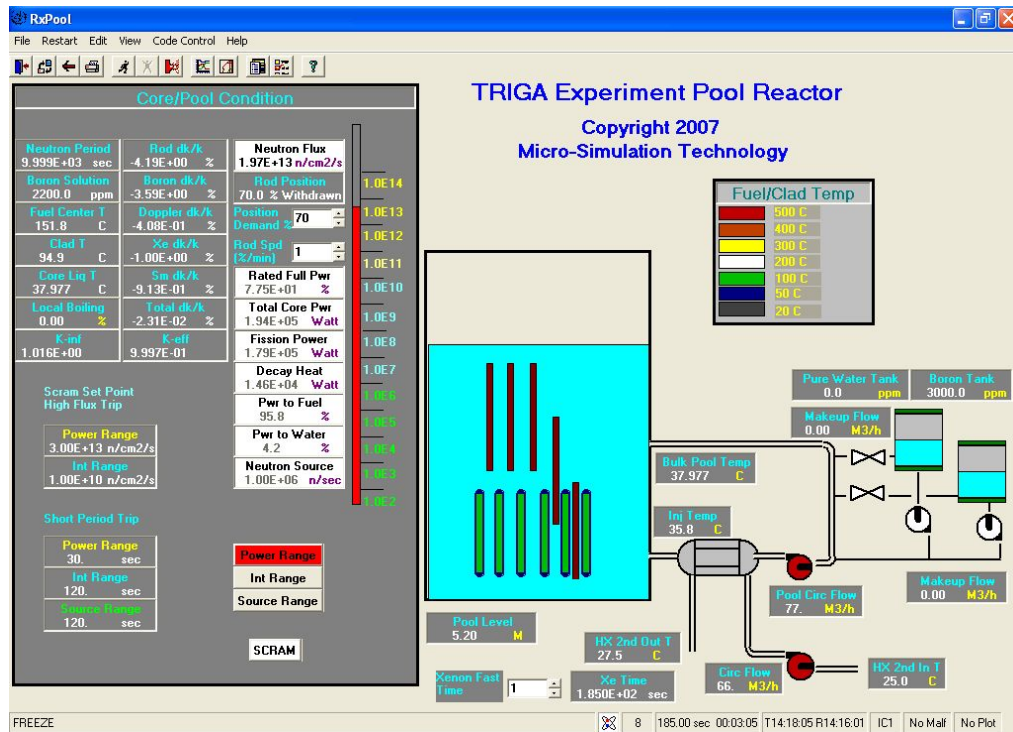 RxPool
File Restart Edit View Code Control Help
Core/Pool Condition
Neutron Period
9.999E+03 sec
Rod dk/k
-4.19E+00 %
Neutron Flux
1.97E+13 n/cm2/s
Boron Solution
2200.0 ppm
Boron dk/k
-3.59E+00 %
Rod Position
70.0 % Withdrawn
Fuel Center T
151.8 C
Doppler dk/k
-4.08E-01 %
Position
Demand % 70
Clad T
94.9 C
Xe dk/k
-1.00E+00 %
Rod Spd
(%/min) 1
Core Liq T
37.977 C
Sm dk/k
-9.13E-01 %
Rated Full Pwr
7.75E+01 %
Local Boiling
0.00 %
Total dk/k
-2.31E-02 %
Total Core Pwr
1.94E+05 Watt
K-inf
1.016E+00
K-eff
9.997E-01
Fission Power
1.79E+05 Watt
Decay Heat
1.46E+04 Watt
Pwr to Fuel
95.8 %
Pwr to Water
4.2 %
Neutron Source
1.00E+06 n/sec
1.0E14
1.0E13
1.0E12
1.0E11
1.0E10
1.0E9
1.0E8
1.0E7
1.0E6
1.0E5
1.0E4
1.0E3
1.0E2
Scram Set Point
High Flux Trip
Power Range
3.00E+13 n/cm2/s
Int Range
1.00E+10 n/cm2/s
Short Period Trip
Power Range
30. sec
Int Range
120. sec
Source Range
120. sec
Power Range
Int Range
Source Range
SCRAM
TRIGA Experiment Pool Reactor
Copyright 2007
Micro-Simulation Technology
Fuel/Clad Temp
500 C
400 C
300 C
200 C
100 C
50 C
20 C
Pure Water Tank
0.0 ppm
Boron Tank
3000.0 ppm
Makeup Flow
0.00 M3/h
Bulk Pool Temp
37.977 C
Inj Temp
35.8 C
Pool Circ Flow
77. M3/h
Makeup Flow
0.00 M3/h
Pool Level
5.20 M
HX 2nd Out T
27.5 C
Circ Flow
66. M3/h
HX 2nd In T
25.0 C
Xenon Fast
Time 1
Xe Time
1.850E+02 sec
FREEZE 8 185.00 sec 00:03:05 T14:18:05 R14:16:01 IC1 No Malf No Plot